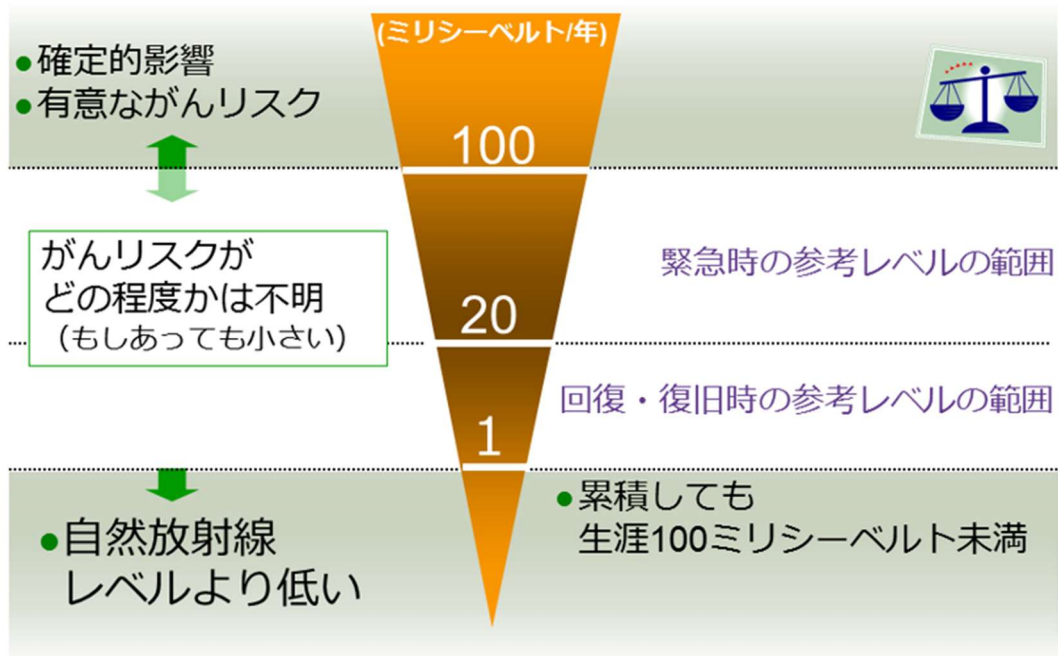 (ミリシーベルト/年)
●確定的影響
●有意ながんリスク
100
がんリスクが
どの程度かは不明
（もしあっても小さい）
緊急時の参考レベルの範囲
20
回復・復旧時の参考レベルの範囲
1
●自然放射線
レベルより低い
●累積しても
生涯100ミリシーベルト未満